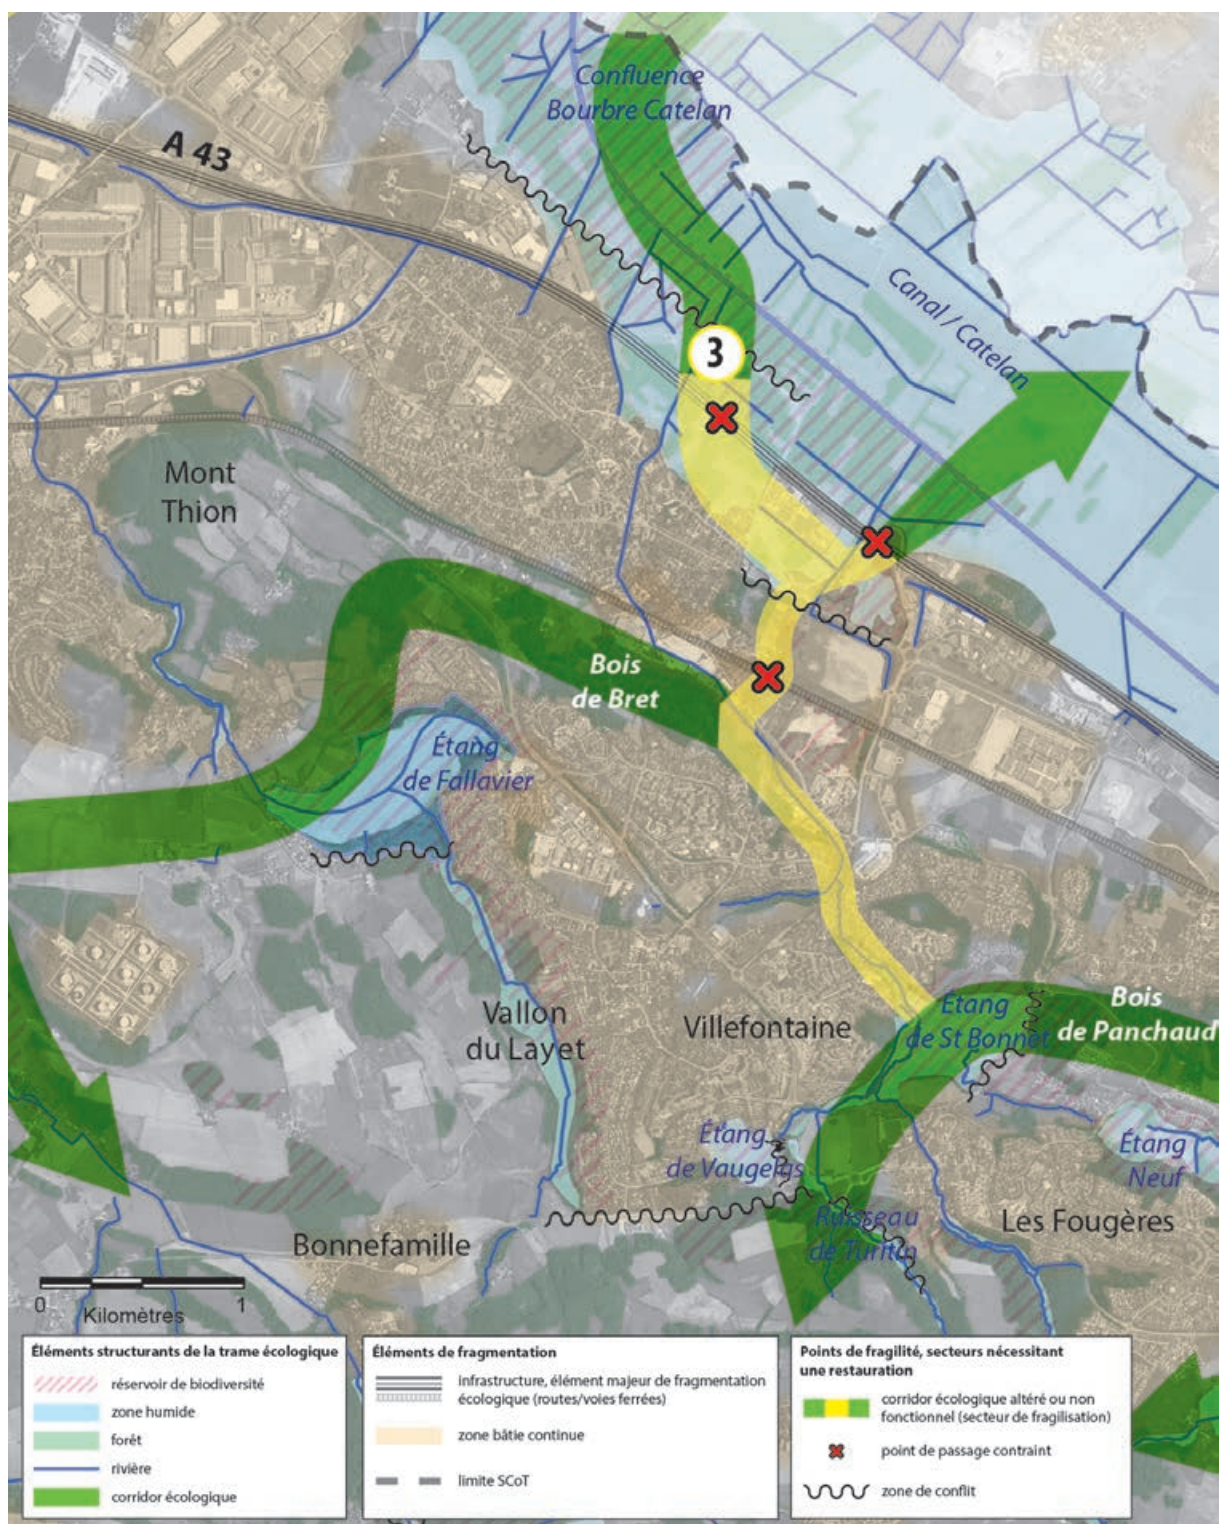 Confluence
Bourbre Catelan
A 43
Canal / Catelan
3
Mont
Thion
Bois
de Bret
Étang
de Fallavier
Vallon
du Layet
Villefontaine
Étang
de St Bonnet
Bois
de Panchaud
Étang
de Vaugelas
Étang
Neuf
Ruisseau
de Turitin
Les Fougères
Bonnefamille
0 1
Kilomètres
Éléments structurants de la trame écologique
réservoir de biodiversité
zone humide
forêt
rivière
corridor écologique
Éléments de fragmentation
infrastructure, élément majeur de fragmentation
écologique (routes/voies ferrées)
zone bâtie continue
limite SCoT
Points de fragilité, secteurs nécessitant
une restauration
corridor écologique altéré ou non
fonctionnel (secteur de fragilisation)
point de passage contraint
zone de conflit